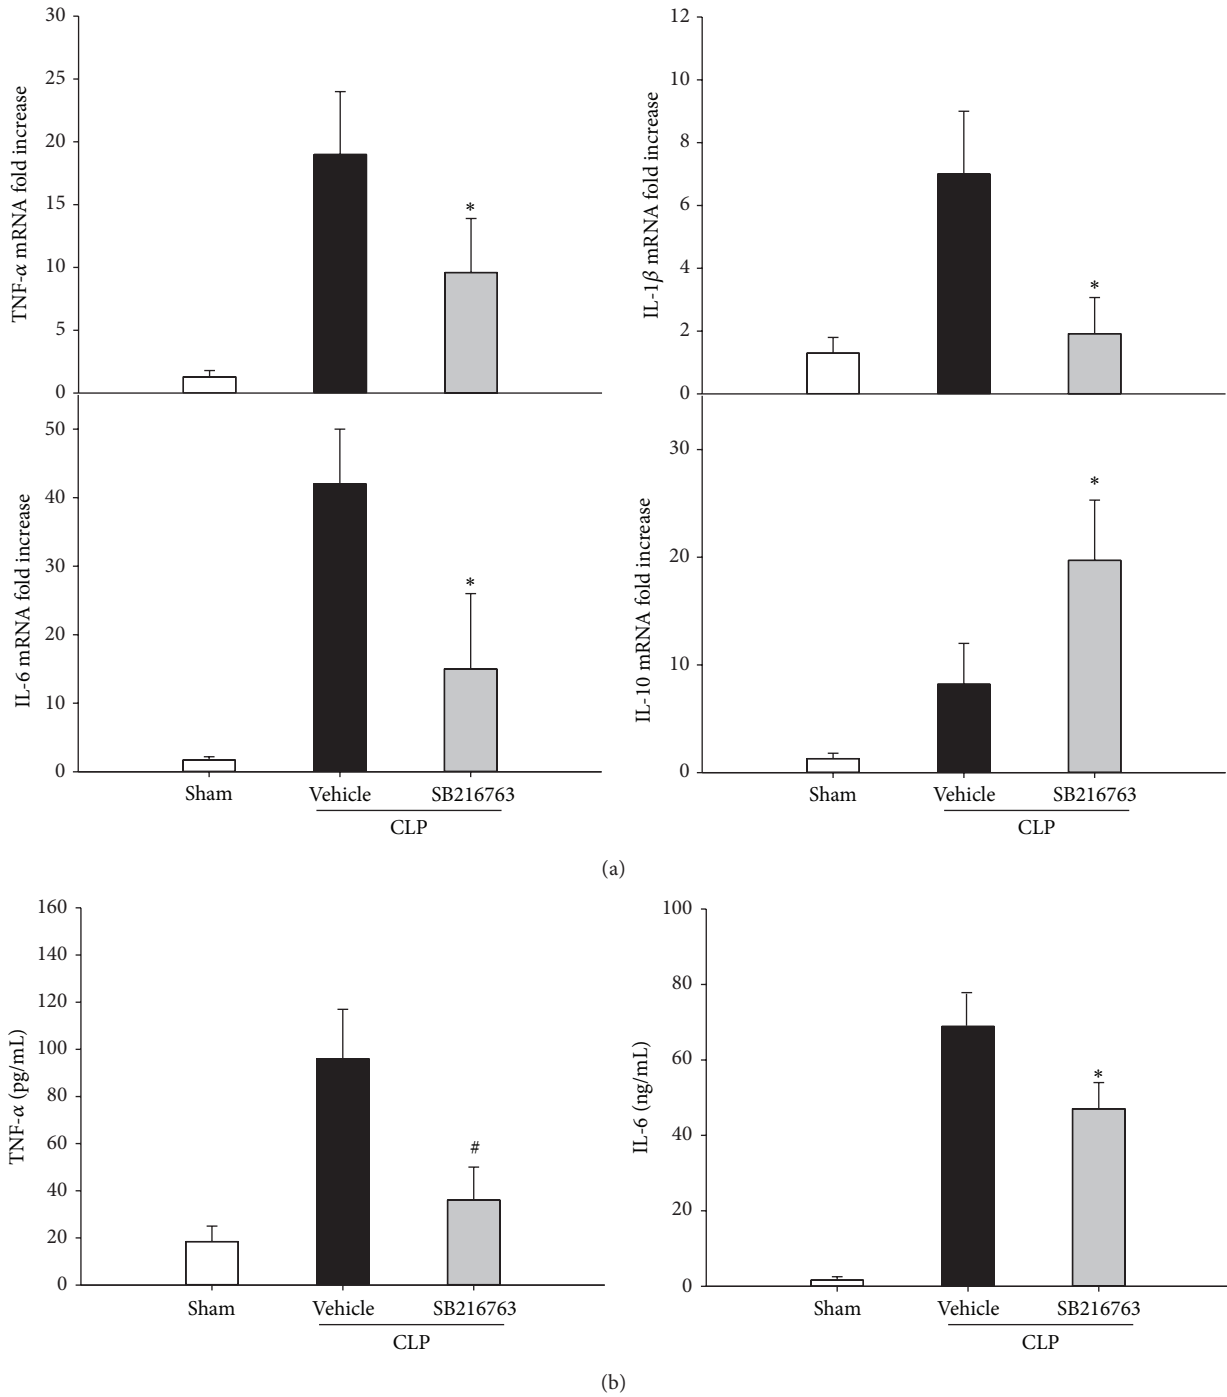 TNF-α mRNA fold increase
30
25
20
15
10
5
0
*
IL-1β mRNA fold increase
12
10
8
6
4
2
0
*
IL-6 mRNA fold increase
50
40
30
20
10
0
*
Sham Vehicle SB216763
CLP
IL-10 mRNA fold increase
30
20
10
0
*
Sham Vehicle SB216763
CLP
(a)
TNF-α (pg/mL)
160
140
120
100
80
60
40
20
0
#
Sham Vehicle SB216763
CLP
IL-6 (ng/mL)
100
80
60
40
20
0
*
Sham Vehicle SB216763
CLP
(b)